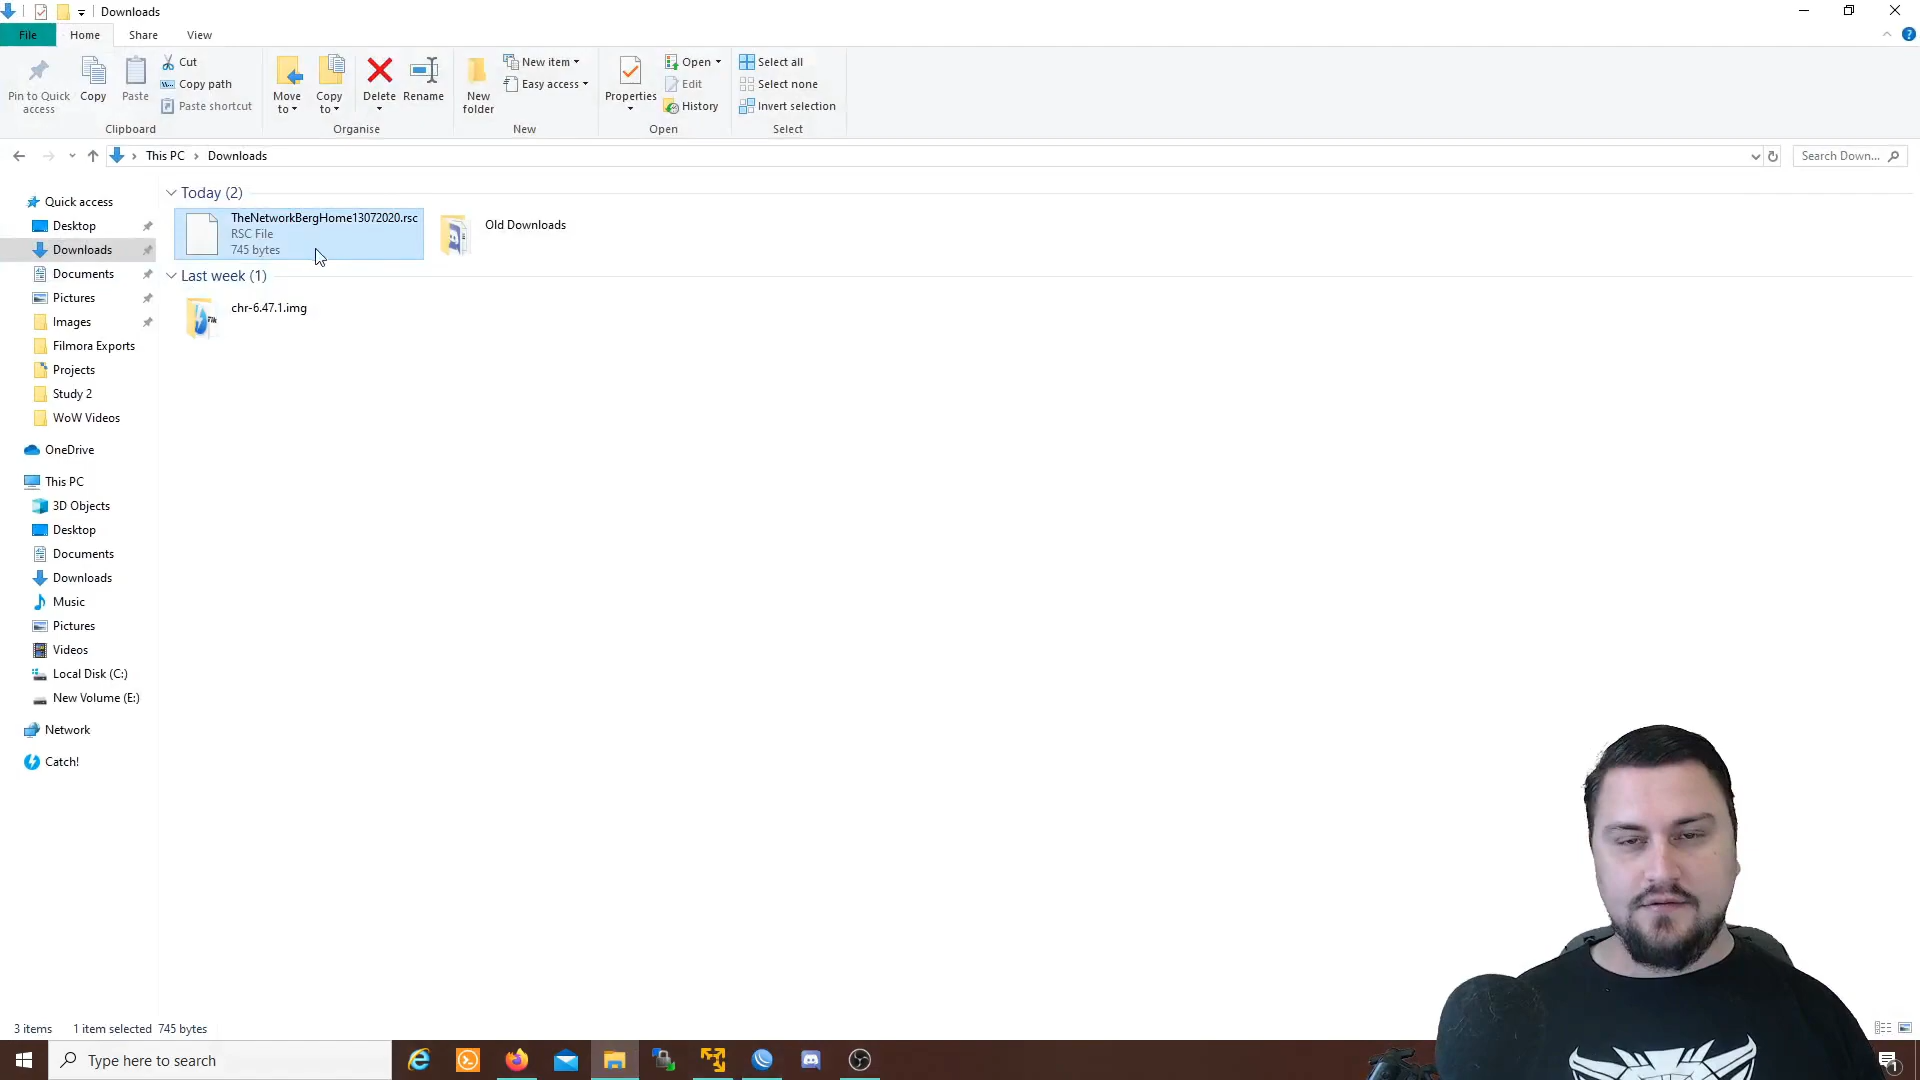 Downloads
File
Home
Share
View
Pin to Quick access
Copy
Paste
Cut
Copy path
Paste shortcut
Clipboard
Move to
Copy to
Delete
Rename
Organise
New folder
New item
Easy access
New
Properties
Open
Edit
History
Open
Select all
Select none
Invert selection
Select
This PC
Downloads
Search Down...
Quick access
Desktop
Downloads
Documents
Pictures
Images
Filmora Exports
Projects
Study 2
WoW Videos
OneDrive
This PC
3D Objects
Desktop
Documents
Downloads
Music
Pictures
Videos
Local Disk (C:)
New Volume (E:)
Network
Catch!
Today (2)
TheNetworkBergHome13072020.rsc
RSC File
745 bytes
Old Downloads
Last week (1)
chr-6.47.1.img
3 items
1 item selected 745 bytes
Type here to search
1